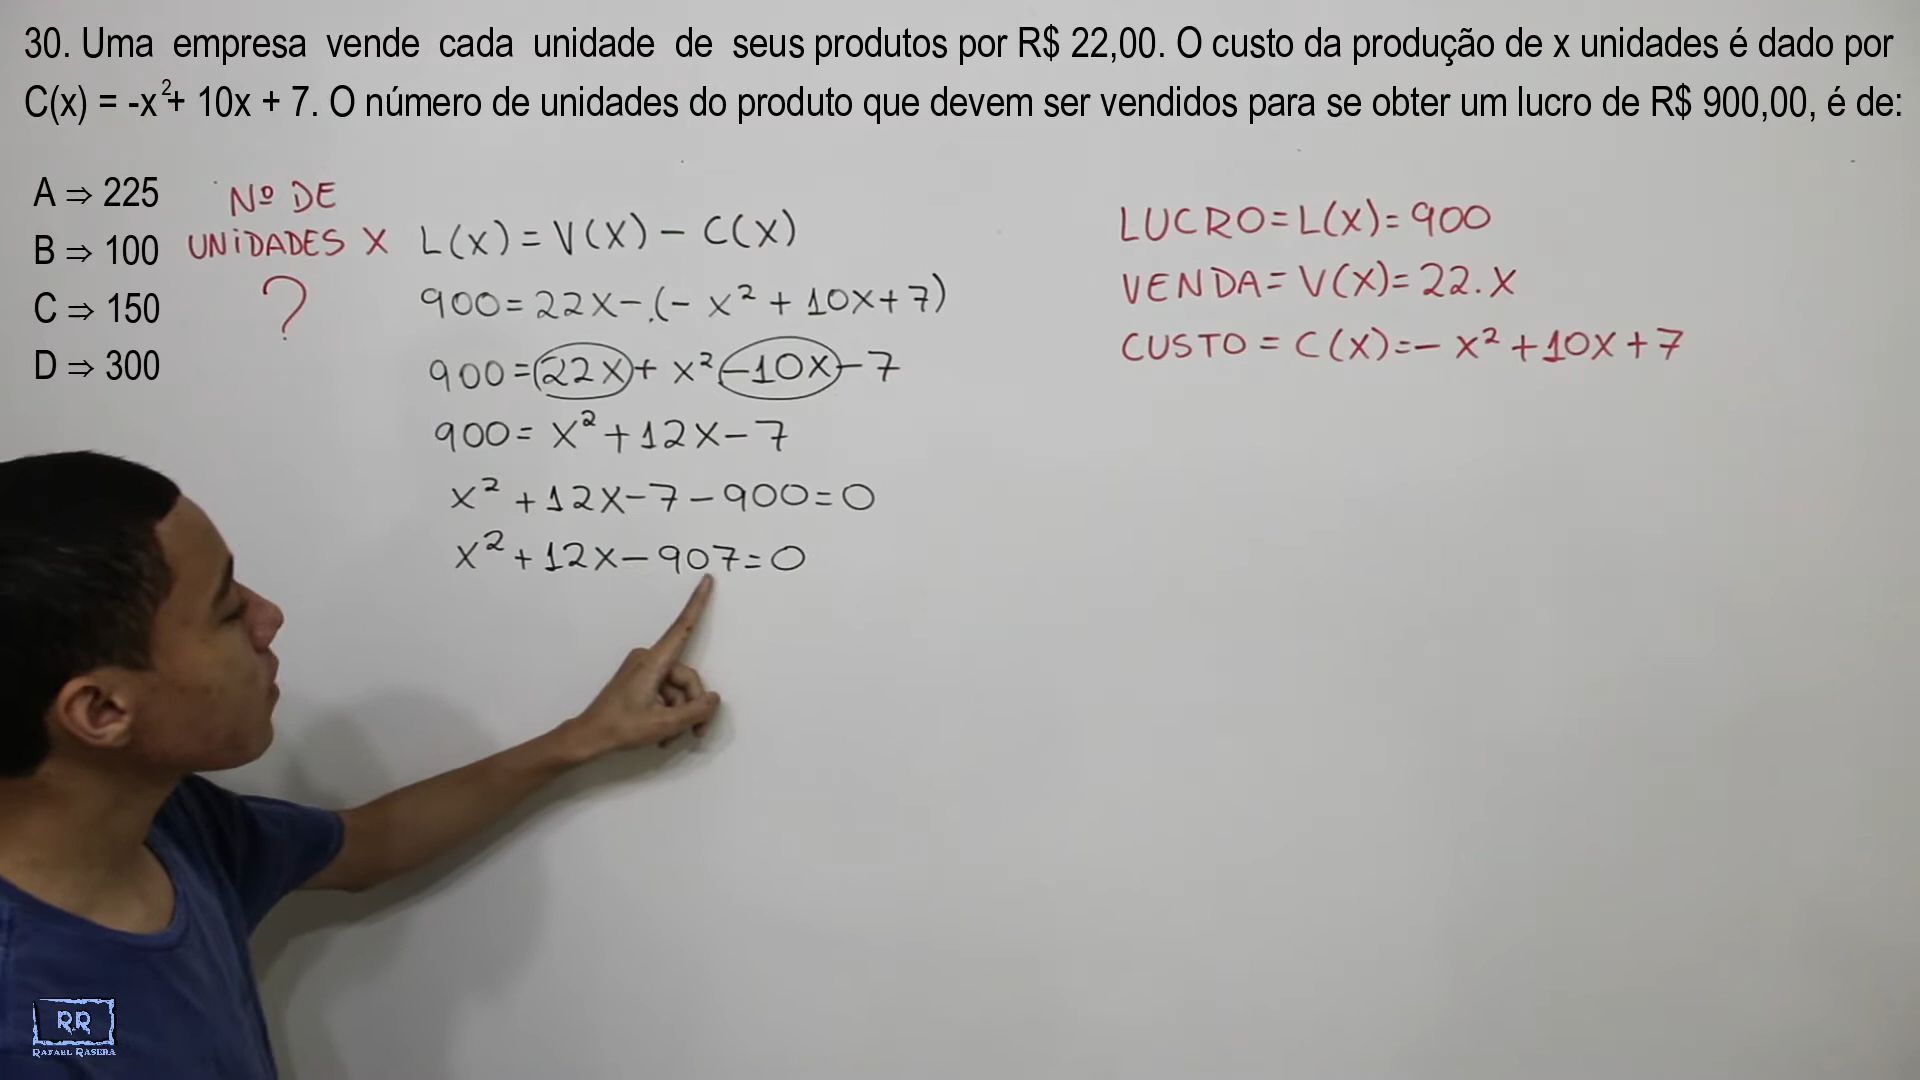 30. Uma empresa vende cada unidade de seus produtos por R$ 22,00. O custo da produção de x unidades é dado por
C(x) = -x²+ 10x + 7. O número de unidades do produto que devem ser vendidos para se obter um lucro de R$ 900,00, é de:
A ⇒ 225
B ⇒ 100
C ⇒ 150
D ⇒ 300
Nº DE
UNIDADES X
?
L(X) = V(X) - C(X)
900 = 22X - (- X² + 10X + 7)
900 = 22X + X² - 10X - 7
900 = X² + 12X - 7
X² + 12X - 7 - 900 = 0
X² + 12X - 907 = 0
LUCRO = L(X) = 900
VENDA = V(X) = 22.X
CUSTO = C(X) = - X² + 10X + 7
RR
RAFAEL RASERA